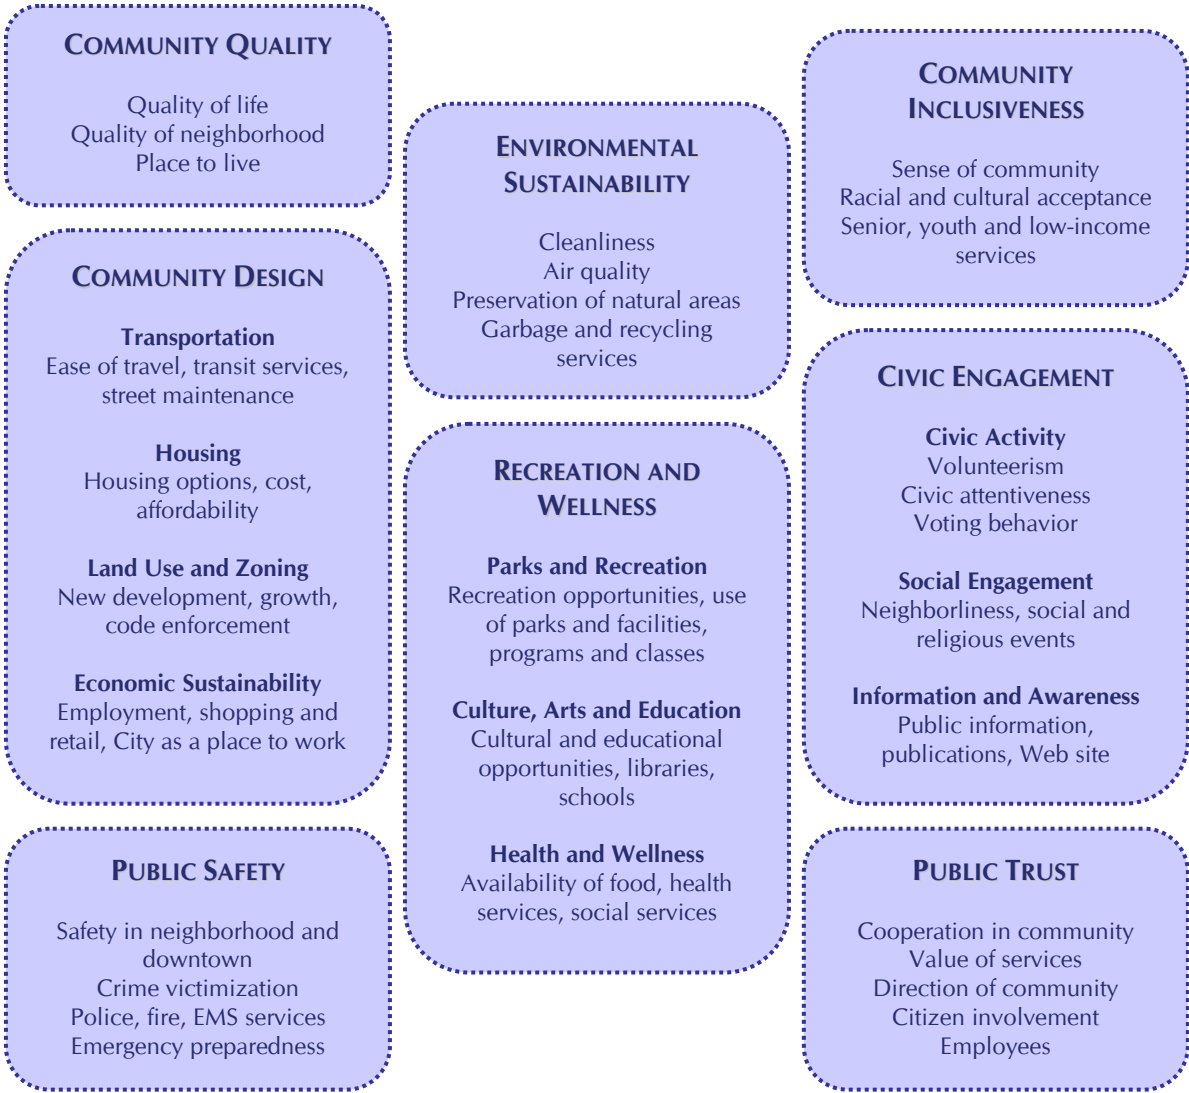 COMMUNITY QUALITY
Quality of life
Quality of neighborhood
Place to live
COMMUNITY DESIGN
Transportation
Ease of travel, transit services,
street maintenance
Housing
Housing options, cost,
affordability
Land Use and Zoning
New development, growth,
code enforcement
Economic Sustainability
Employment, shopping and
retail, City as a place to work
PUBLIC SAFETY
Safety in neighborhood and
downtown
Crime victimization
Police, fire, EMS services
Emergency preparedness
ENVIRONMENTAL
SUSTAINABILITY
Cleanliness
Air quality
Preservation of natural areas
Garbage and recycling
services
RECREATION AND
WELLNESS
Parks and Recreation
Recreation opportunities, use
of parks and facilities,
programs and classes
Culture, Arts and Education
Cultural and educational
opportunities, libraries,
schools
Health and Wellness
Availability of food, health
services, social services
COMMUNITY
INCLUSIVENESS
Sense of community
Racial and cultural acceptance
Senior, youth and low-income
services
CIVIC ENGAGEMENT
Civic Activity
Volunteerism
Civic attentiveness
Voting behavior
Social Engagement
Neighborliness, social and
religious events
Information and Awareness
Public information,
publications, Web site
PUBLIC TRUST
Cooperation in community
Value of services
Direction of community
Citizen involvement
Employees